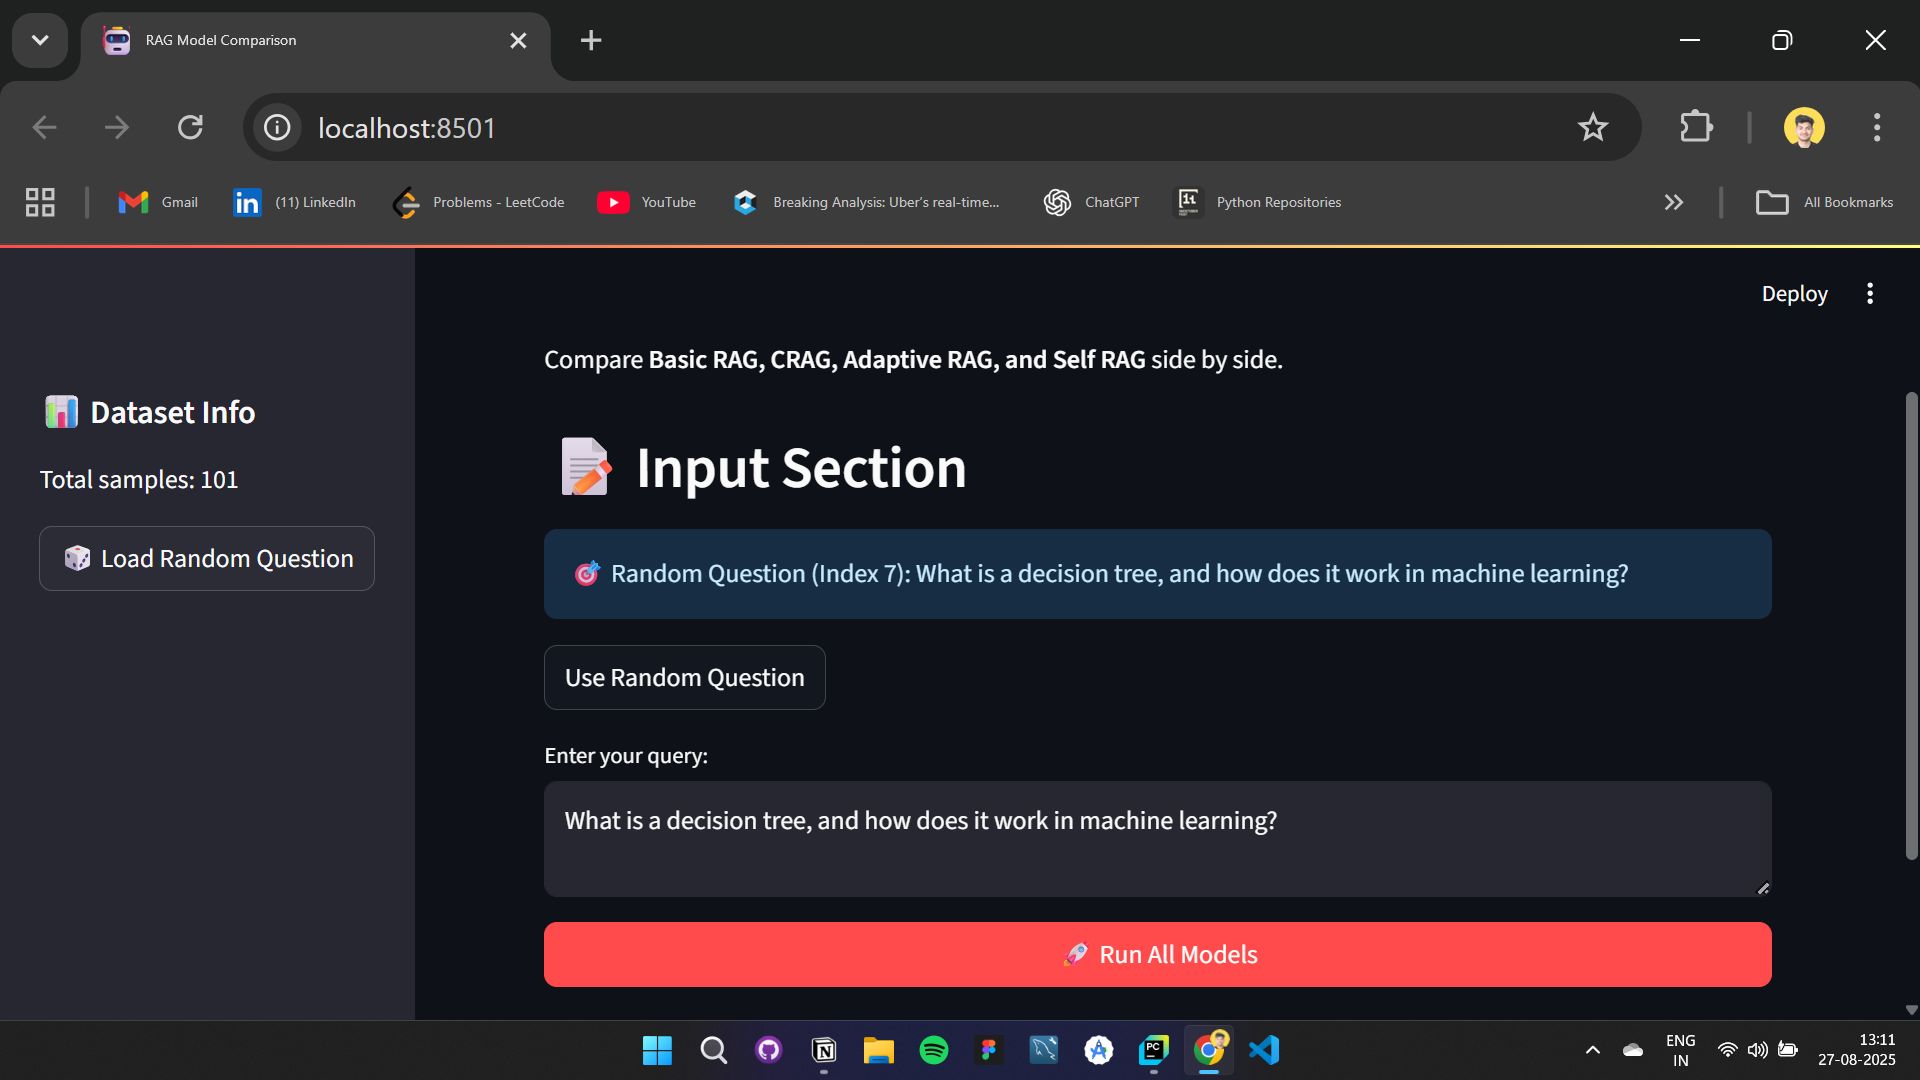 RAG Model Comparison
localhost:8501
Gmail
(11) LinkedIn
Problems - LeetCode
YouTube
Breaking Analysis: Uber's real-time...
ChatGPT
Python Repositories
All Bookmarks
Deploy
Compare Basic RAG, CRAG, Adaptive RAG, and Self RAG side by side.
Dataset Info
Total samples: 101
Load Random Question
Input Section
Random Question (Index 7): What is a decision tree, and how does it work in machine learning?
Use Random Question
Enter your query:
What is a decision tree, and how does it work in machine learning?
Run All Models
ENG
IN
13:11
27-08-2025